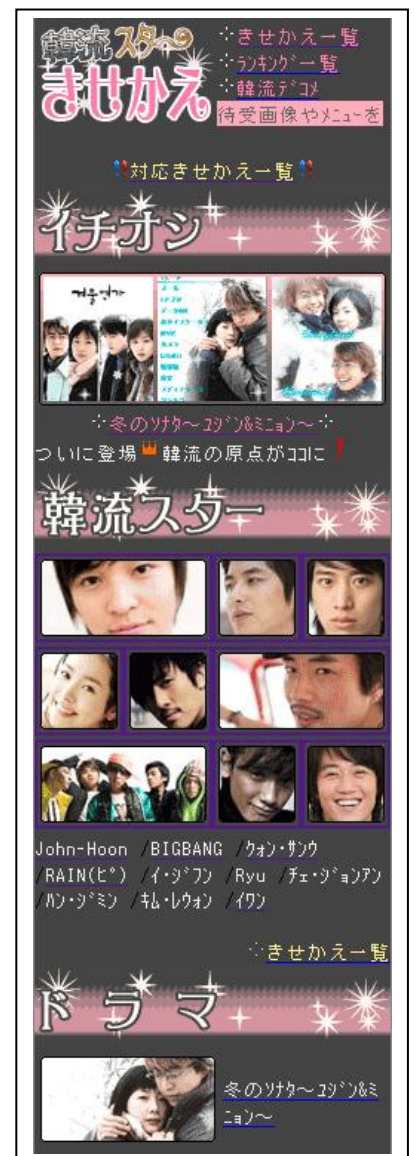 韓流スターの
きせかえ
きせかえ一覧
ﾗﾝｷﾝｸﾞ一覧
韓流ﾃﾞｺﾒ
待受画像やﾒﾆｭｰを
対応きせかえ一覧
イチオシ
겨울연가
冬のｿﾅﾀ～ﾕｼﾞﾝ&ﾐﾆｮﾝ～
ついに登場 韓流の原点がｺｺに
韓流スター
John-Hoon /BIGBANG /ｸｫﾝ･ｻﾝｳ
/RAIN(ﾋﾟ) /ｲ･ｼﾞﾌﾝ /Ryu /ﾁｪ･ｼﾞｮﾝｱﾝ
/ﾊﾝ･ｼﾞﾐﾝ /ｷﾑ･ﾚｳｫﾝ /ｲﾜﾝ
きせかえ一覧
ドラマ
冬のｿﾅﾀ～ﾕｼﾞﾝ&ﾐ
ﾆｮﾝ～